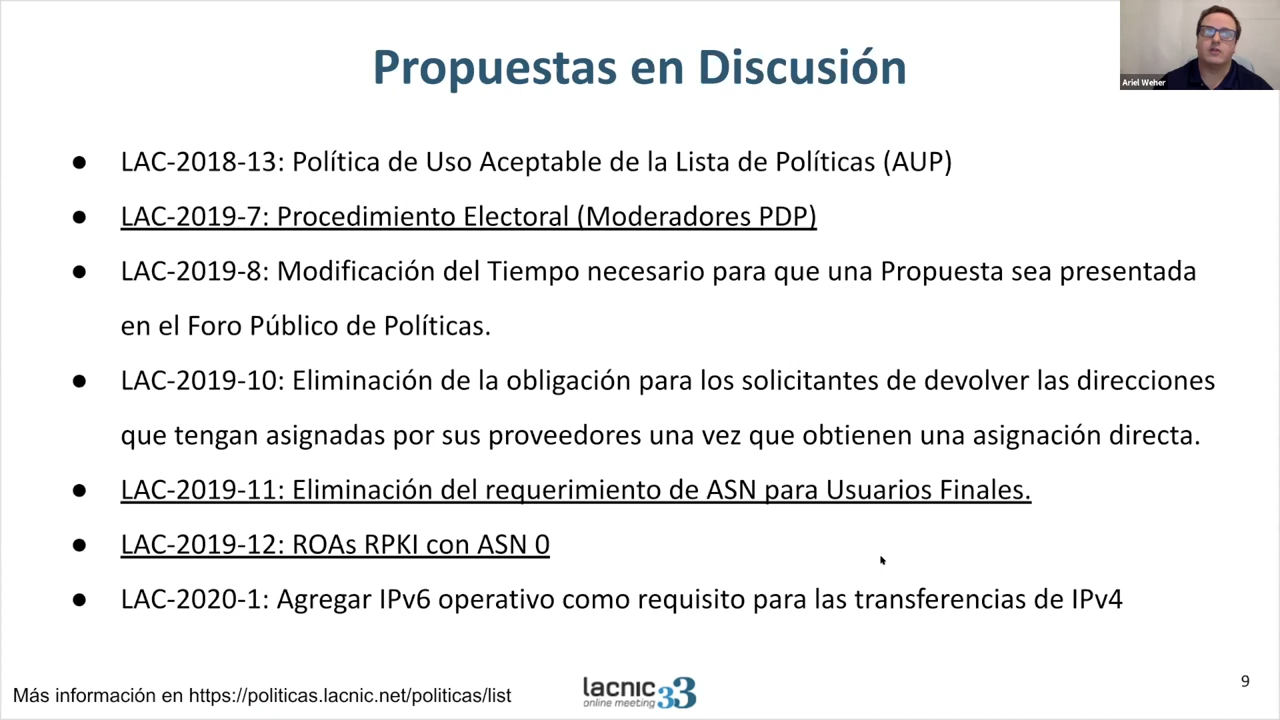 Propuestas en Discusión
Ariel Weher
● LAC-2018-13: Política de Uso Aceptable de la Lista de Políticas (AUP)
● LAC-2019-7: Procedimiento Electoral (Moderadores PDP)
● LAC-2019-8: Modificación del Tiempo necesario para que una Propuesta sea presentada
en el Foro Público de Políticas.
● LAC-2019-10: Eliminación de la obligación para los solicitantes de devolver las direcciones
que tengan asignadas por sus proveedores una vez que obtienen una asignación directa.
● LAC-2019-11: Eliminación del requerimiento de ASN para Usuarios Finales.
● LAC-2019-12: ROAs RPKI con ASN 0
● LAC-2020-1: Agregar IPv6 operativo como requisito para las transferencias de IPv4
Más información en https://politicas.lacnic.net/politicas/list
lacnic 33
online meeting
9